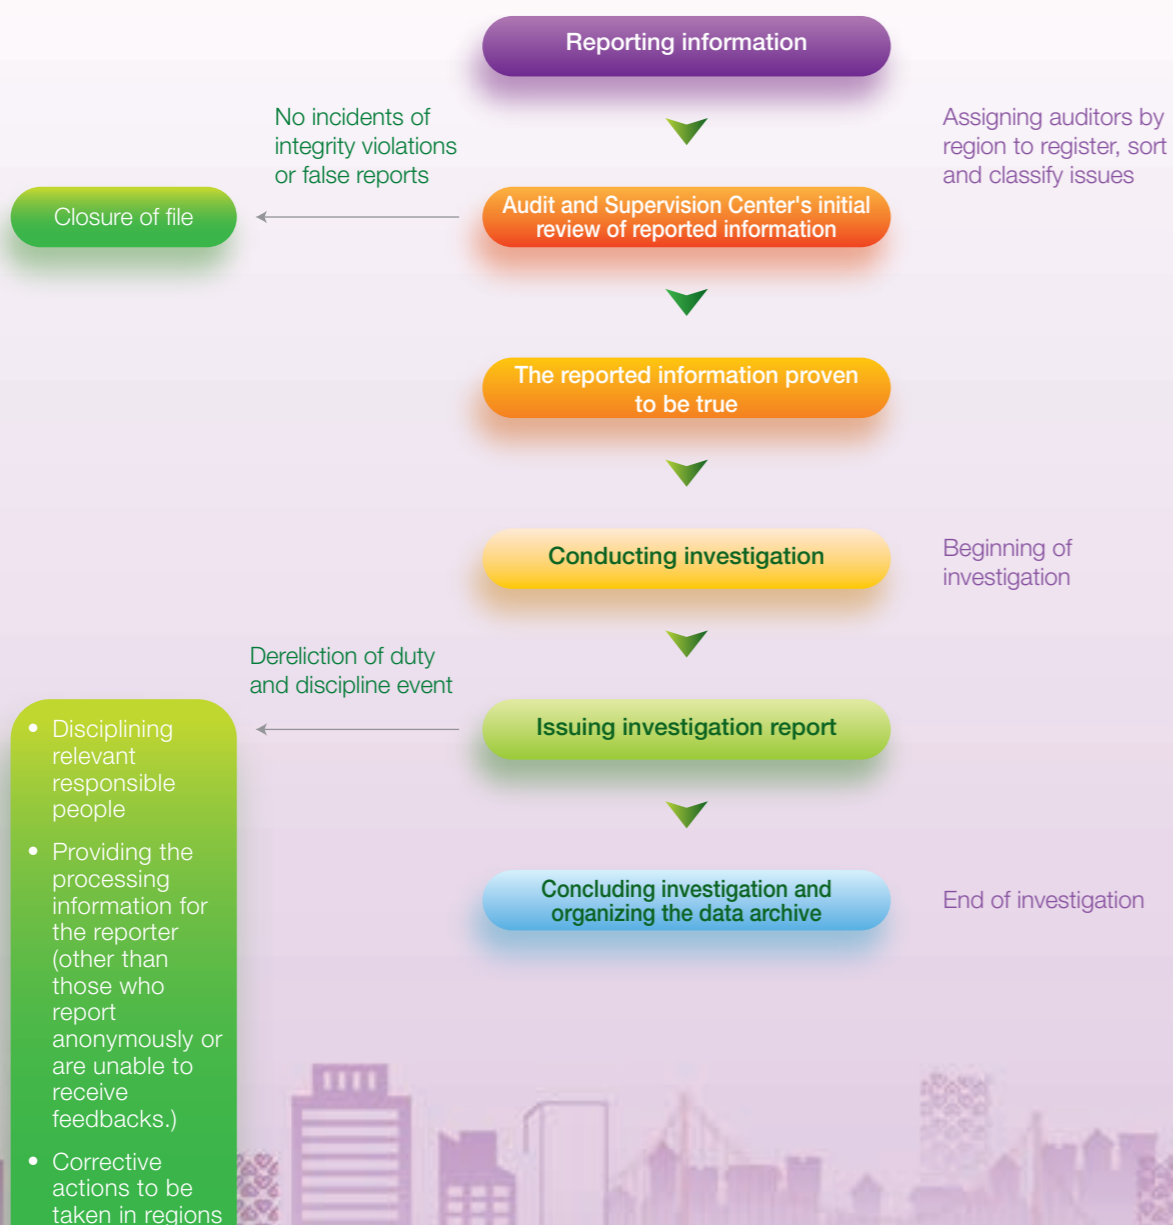 Reporting information
No incidents of
integrity violations
or false reports
Assigning auditors by
region to register, sort
and classify issues
Closure of file
Audit and Supervision Center's initial
review of reported information
The reported information proven
to be true
Conducting investigation
Beginning of
investigation
Dereliction of duty
and discipline event
Issuing investigation report
• Disciplining
relevant
responsible
people
• Providing the
processing
information for
the reporter
(other than
those who
report
anonymously or
are unable to
receive
feedbacks.)
• Corrective
actions to be
taken in regions
Concluding investigation and
organizing the data archive
End of investigation